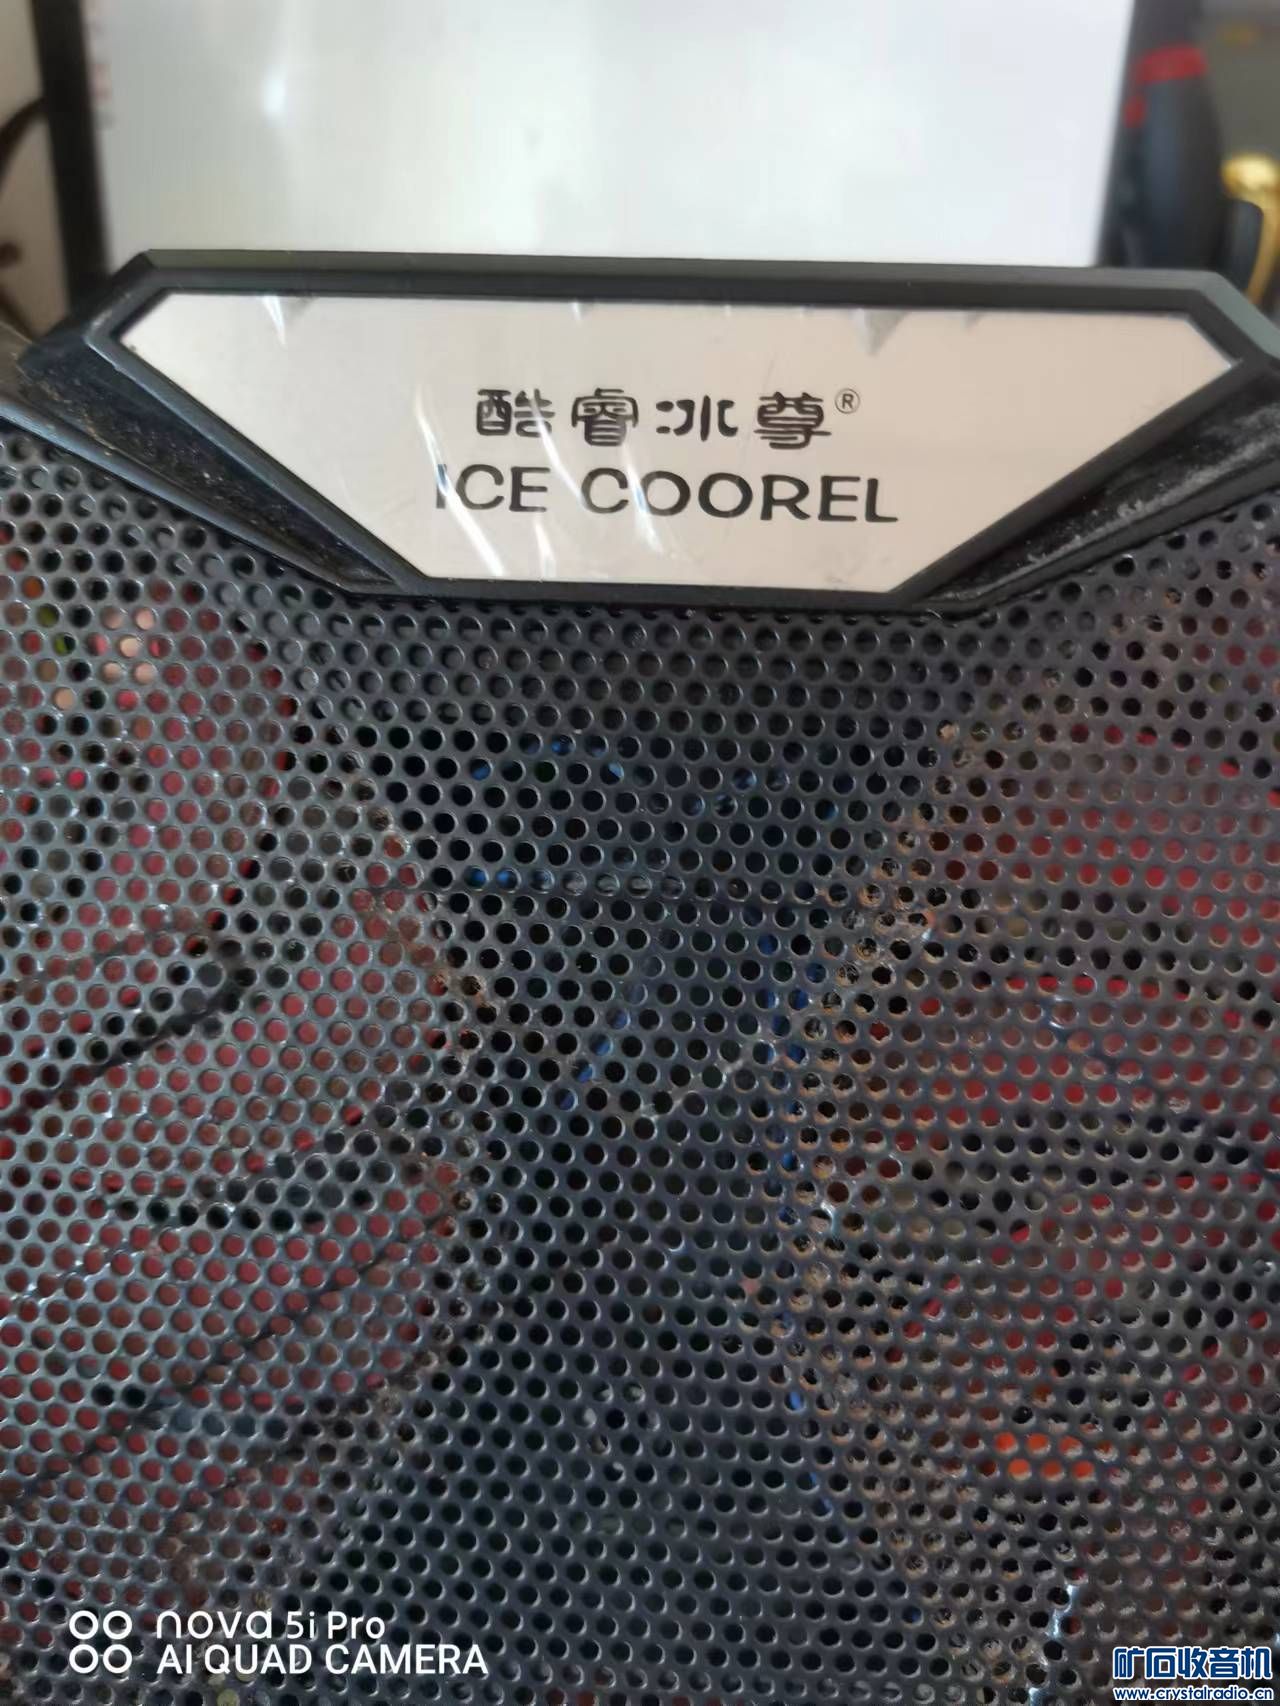 酷睿冰尊®
ICE COOREL
nova 5i Pro
AI QUAD CAMERA
矿石收音机
www.crystalradio.cn